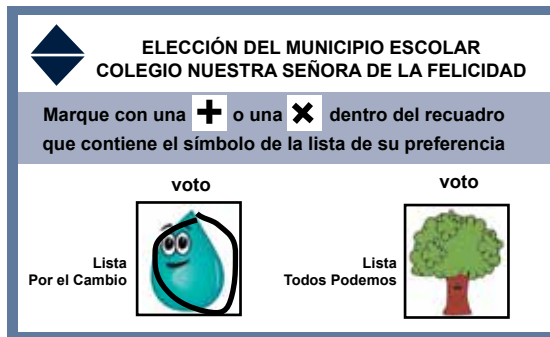 ELECCIÓN DEL MUNICIPIO ESCOLAR
COLEGIO NUESTRA SEÑORA DE LA FELICIDAD
Marque con una + o una × dentro del recuadro
que contiene el símbolo de la lista de su preferencia
voto
Lista
Por el Cambio
voto
Lista
Todos Podemos